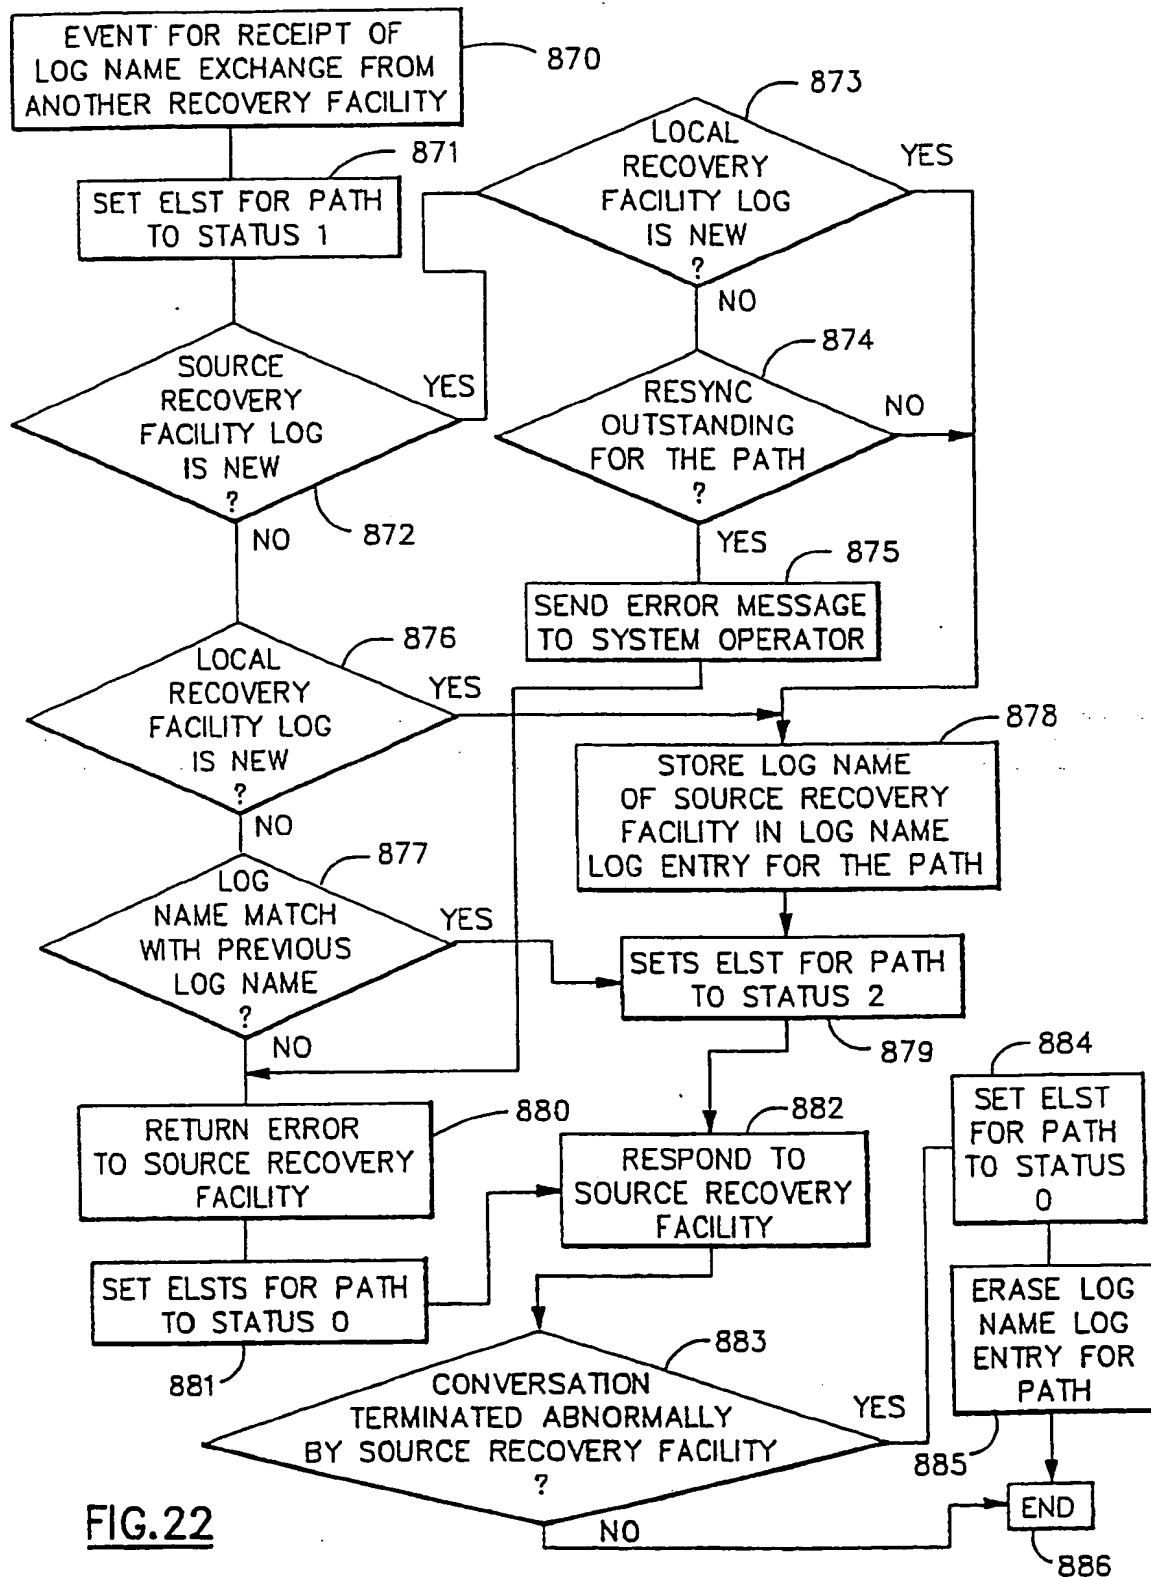 EVENT FOR RECEIPT OF
LOG NAME EXCHANGE FROM
ANOTHER RECOVERY FACILITY
870
871
SET ELST FOR PATH
TO STATUS 1
SOURCE
RECOVERY
FACILITY LOG
IS NEW
?
YES
NO
872
873
LOCAL
RECOVERY
FACILITY LOG
IS NEW
?
YES
NO
874
RESYNC
OUTSTANDING
FOR THE PATH
?
NO
YES
875
SEND ERROR MESSAGE
TO SYSTEM OPERATOR
876
LOCAL
RECOVERY
FACILITY LOG
IS NEW
?
YES
NO
877
LOG
NAME MATCH
WITH PREVIOUS
LOG NAME
?
YES
NO
878
STORE LOG NAME
OF SOURCE RECOVERY
FACILITY IN LOG NAME
LOG ENTRY FOR THE PATH
SETS ELST FOR PATH
TO STATUS 2
879
880
RETURN ERROR
TO SOURCE RECOVERY
FACILITY
SET ELSTS FOR PATH
TO STATUS 0
881
882
RESPOND TO
SOURCE RECOVERY
FACILITY
883
CONVERSATION
TERMINATED ABNORMALLY
BY SOURCE RECOVERY FACILITY
?
YES
NO
884
SET ELST
FOR PATH
TO STATUS
0
ERASE LOG
NAME LOG
ENTRY FOR
PATH
885
END
886
FIG.22